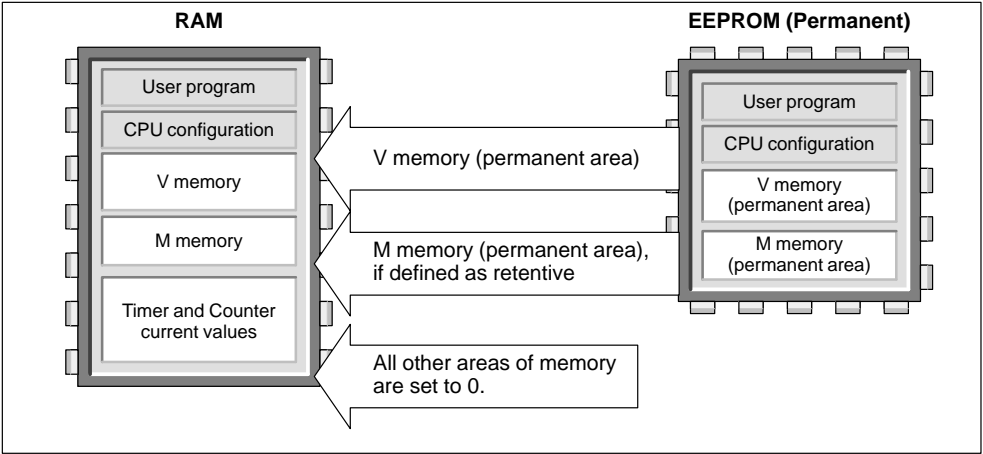 RAM
EEPROM (Permanent)
User program
CPU configuration
V memory
M memory
Timer and Counter
current values
V memory (permanent area)
M memory (permanent area),
if defined as retentive
All other areas of memory
are set to 0.
User program
CPU configuration
V memory
(permanent area)
M memory
(permanent area)